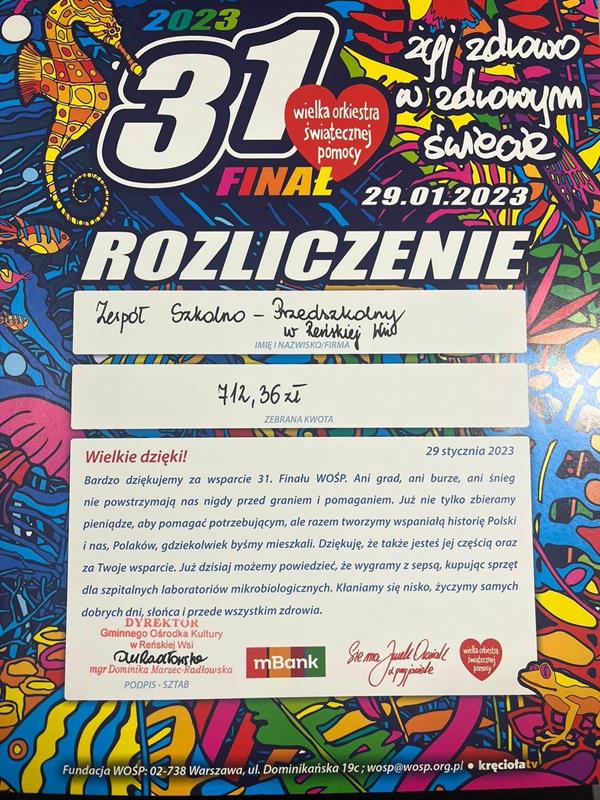 2023
31
FINAŁ
wielka orkiestra
świątecznej
pomocy
żyj zdrowo
w zdrowym
świecie
29.01.2023
ROZLICZENIE
Zespół Szkolno - Przedszkolny
w Reńskiej Wsi
IMIĘ I NAZWISKO/FIRMA
712,36 zł
ZEBRANA KWOTA
Wielkie dzięki!
29 stycznia 2023
Bardzo dziękujemy za wsparcie 31. Finału WOŚP. Ani grad, ani burze, ani śnieg
nie powstrzymają nas nigdy przed graniem i pomaganiem. Już nie tylko zbieramy
pieniądze, aby pomagać potrzebującym, ale razem tworzymy wspaniałą historię Polski
i nas, Polaków, gdziekolwiek byśmy mieszkali. Dziękuję, że także jesteś jej częścią oraz
za Twoje wsparcie. Już dzisiaj możemy powiedzieć, że wygramy z sepsą, kupując sprzęt
dla szpitalnych laboratoriów mikrobiologicznych. Kłaniamy się nisko, życzymy samych
dobrych dni, słońca i przede wszystkim zdrowia.
DYREKTOR
Gminnego Ośrodka Kultury
w Reńskiej Wsi
DMRadłowska
mgr Dominika Marzec-Radłowska
PODPIS - SZTAB
mBank
Sie ma Jurek Owsiak
z przyjaciele
wielka orkiestra
świątecznej
pomocy
Fundacja WOŚP: 02-738 Warszawa, ul. Dominikańska 19c ; wosp@wosp.org.pl • kręciołatv